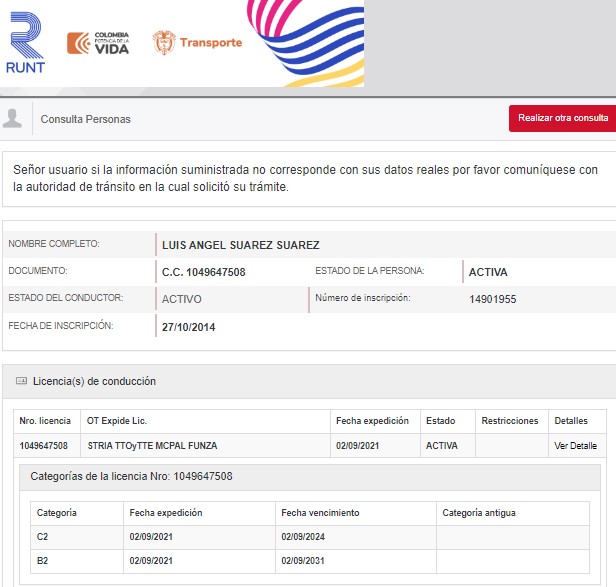 RUNT
COLOMBIA
POTENCIA DE LA
VIDA
Transporte
Consulta Personas
Realizar otra consulta
Señor usuario si la información suministrada no corresponde con sus datos reales por favor comuníquese con
la autoridad de tránsito en la cual solicitó su trámite.
NOMBRE COMPLETO: LUIS ANGEL SUAREZ SUAREZ
DOCUMENTO: C.C. 1049647508 ESTADO DE LA PERSONA: ACTIVA
ESTADO DEL CONDUCTOR: ACTIVO Número de inscripción: 14901955
FECHA DE INSCRIPCIÓN: 27/10/2014
Licencia(s) de conducción
Nro. licencia OT Expide Lic. Fecha expedición Estado Restricciones Detalles
1049647508 STRIA TTOyTTE MCPAL FUNZA 02/09/2021 ACTIVA Ver Detalle
Categorías de la licencia Nro: 1049647508
Categoría Fecha expedición Fecha vencimiento Categoría antigua
C2 02/09/2021 02/09/2024
B2 02/09/2021 02/09/2031